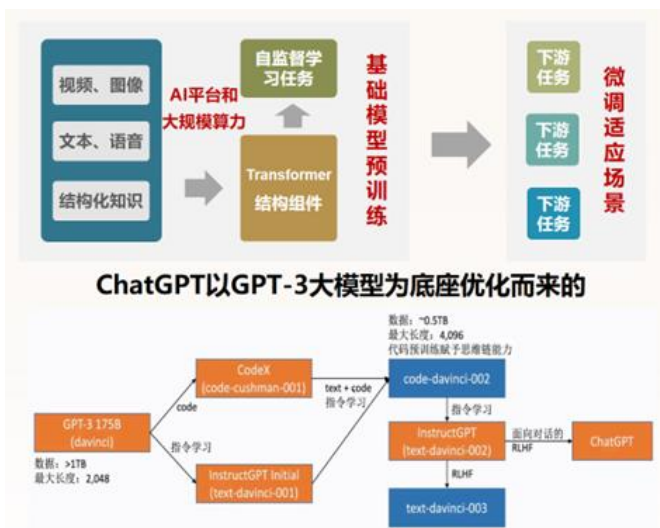 视频、图像
文本、语音
结构化知识
AI平台和
大规模算力
自监督学
习任务
Transformer
结构组件
基础模型预训练
下游
任务
下游
任务
下游
任务
微调适应场景
ChatGPT以GPT-3大模型为底座优化而来的
数据：~0.5TB
最大长度：4,096
代码预训练赋予思维链能力
CodeX
(code-cushman-001)
text + code
指令学习
code-davinci-002
code
GPT-3 175B
(davinci)
数据：>1TB
最大长度：2,048
指令学习
InstructGPT Initial
(text-davinci-001)
指令学习
InstructGPT
(text-davinci-002)
面向对话的
RLHF
ChatGPT
RLHF
text-davinci-003